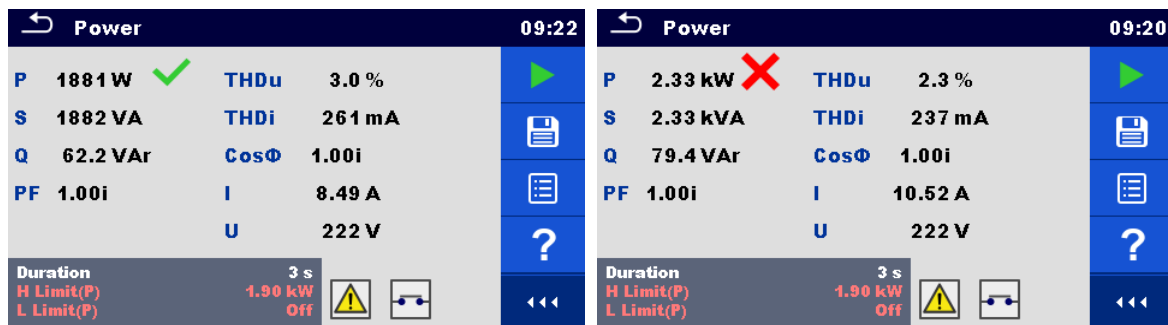 Power 09:22
P 1881 W THDu 3.0 %
S 1882 VA THDi 261 mA
Q 62.2 VAr CosΦ 1.00i
PF 1.00i I 8.49 A
U 222 V
?
Duration 3 s
H Limit(P) 1.90 kW
L Limit(P) Off
Power 09:20
P 2.33 kW THDu 2.3 %
S 2.33 kVA THDi 237 mA
Q 79.4 VAr CosΦ 1.00i
PF 1.00i I 10.52 A
U 222 V
?
Duration 3 s
H Limit(P) 1.90 kW
L Limit(P) Off